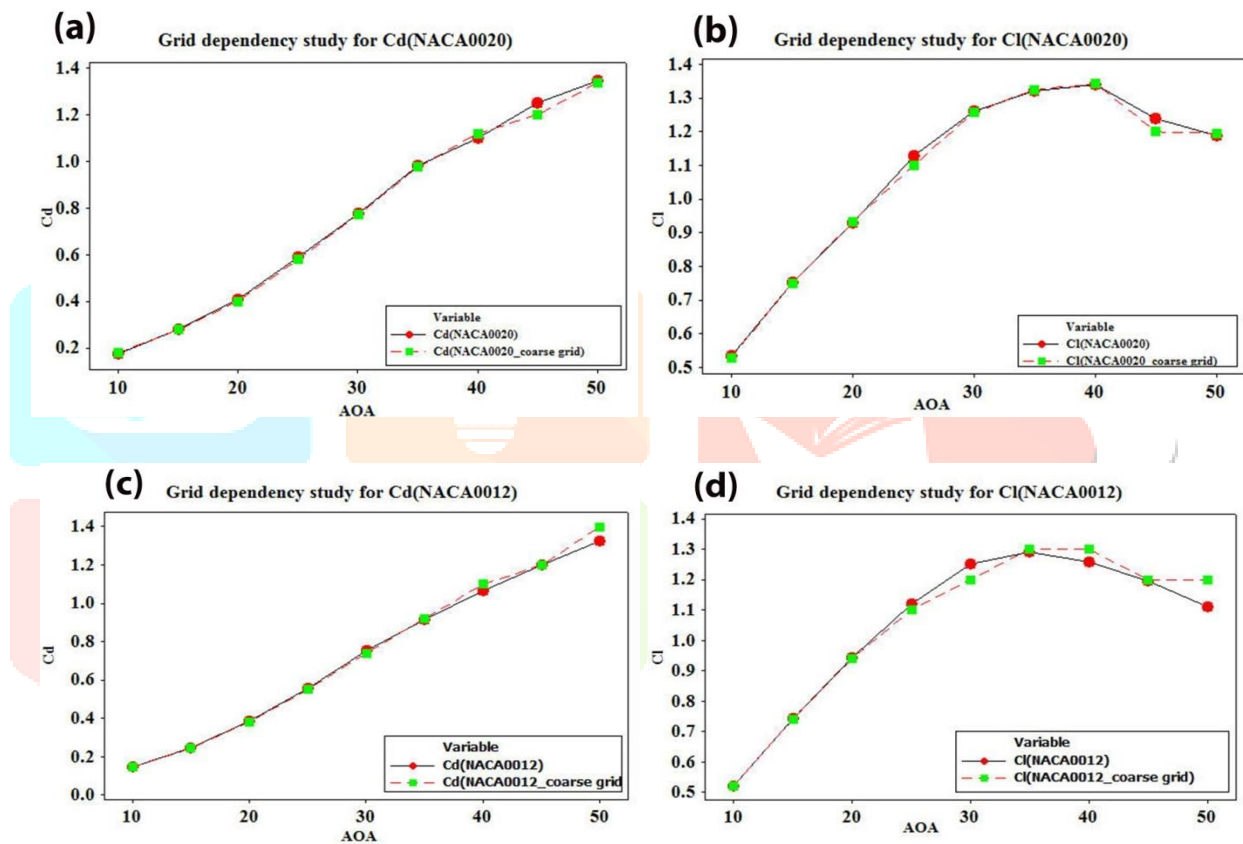 (a)
Grid dependency study for Cd(NACA0020)
1.4
1.2
1.0
0.8
0.6
0.4
0.2
Cd
Variable
Cd(NACA0020)
Cd(NACA0020_coarse grid)
10 20 30 40 50
AOA
(b)
Grid dependency study for Cl(NACA0020)
1.4
1.3
1.2
1.1
1.0
0.9
0.8
0.7
0.6
0.5
Cl
Variable
Cl(NACA0020)
Cl(NACA0020_coarse grid)
10 20 30 40 50
AOA
(c)
Grid dependency study for Cd(NACA0012)
1.4
1.2
1.0
0.8
0.6
0.4
0.2
0.0
Cd
Variable
Cd(NACA0012)
Cd(NACA0012_coarse grid
10 20 30 40 50
AOA
(d)
Grid dependency study for Cl(NACA0012)
1.4
1.3
1.2
1.1
1.0
0.9
0.8
0.7
0.6
0.5
Cl
Variable
Cl(NACA0012)
Cl(NACA0012_coarse grid)
10 20 30 40 50
AOA